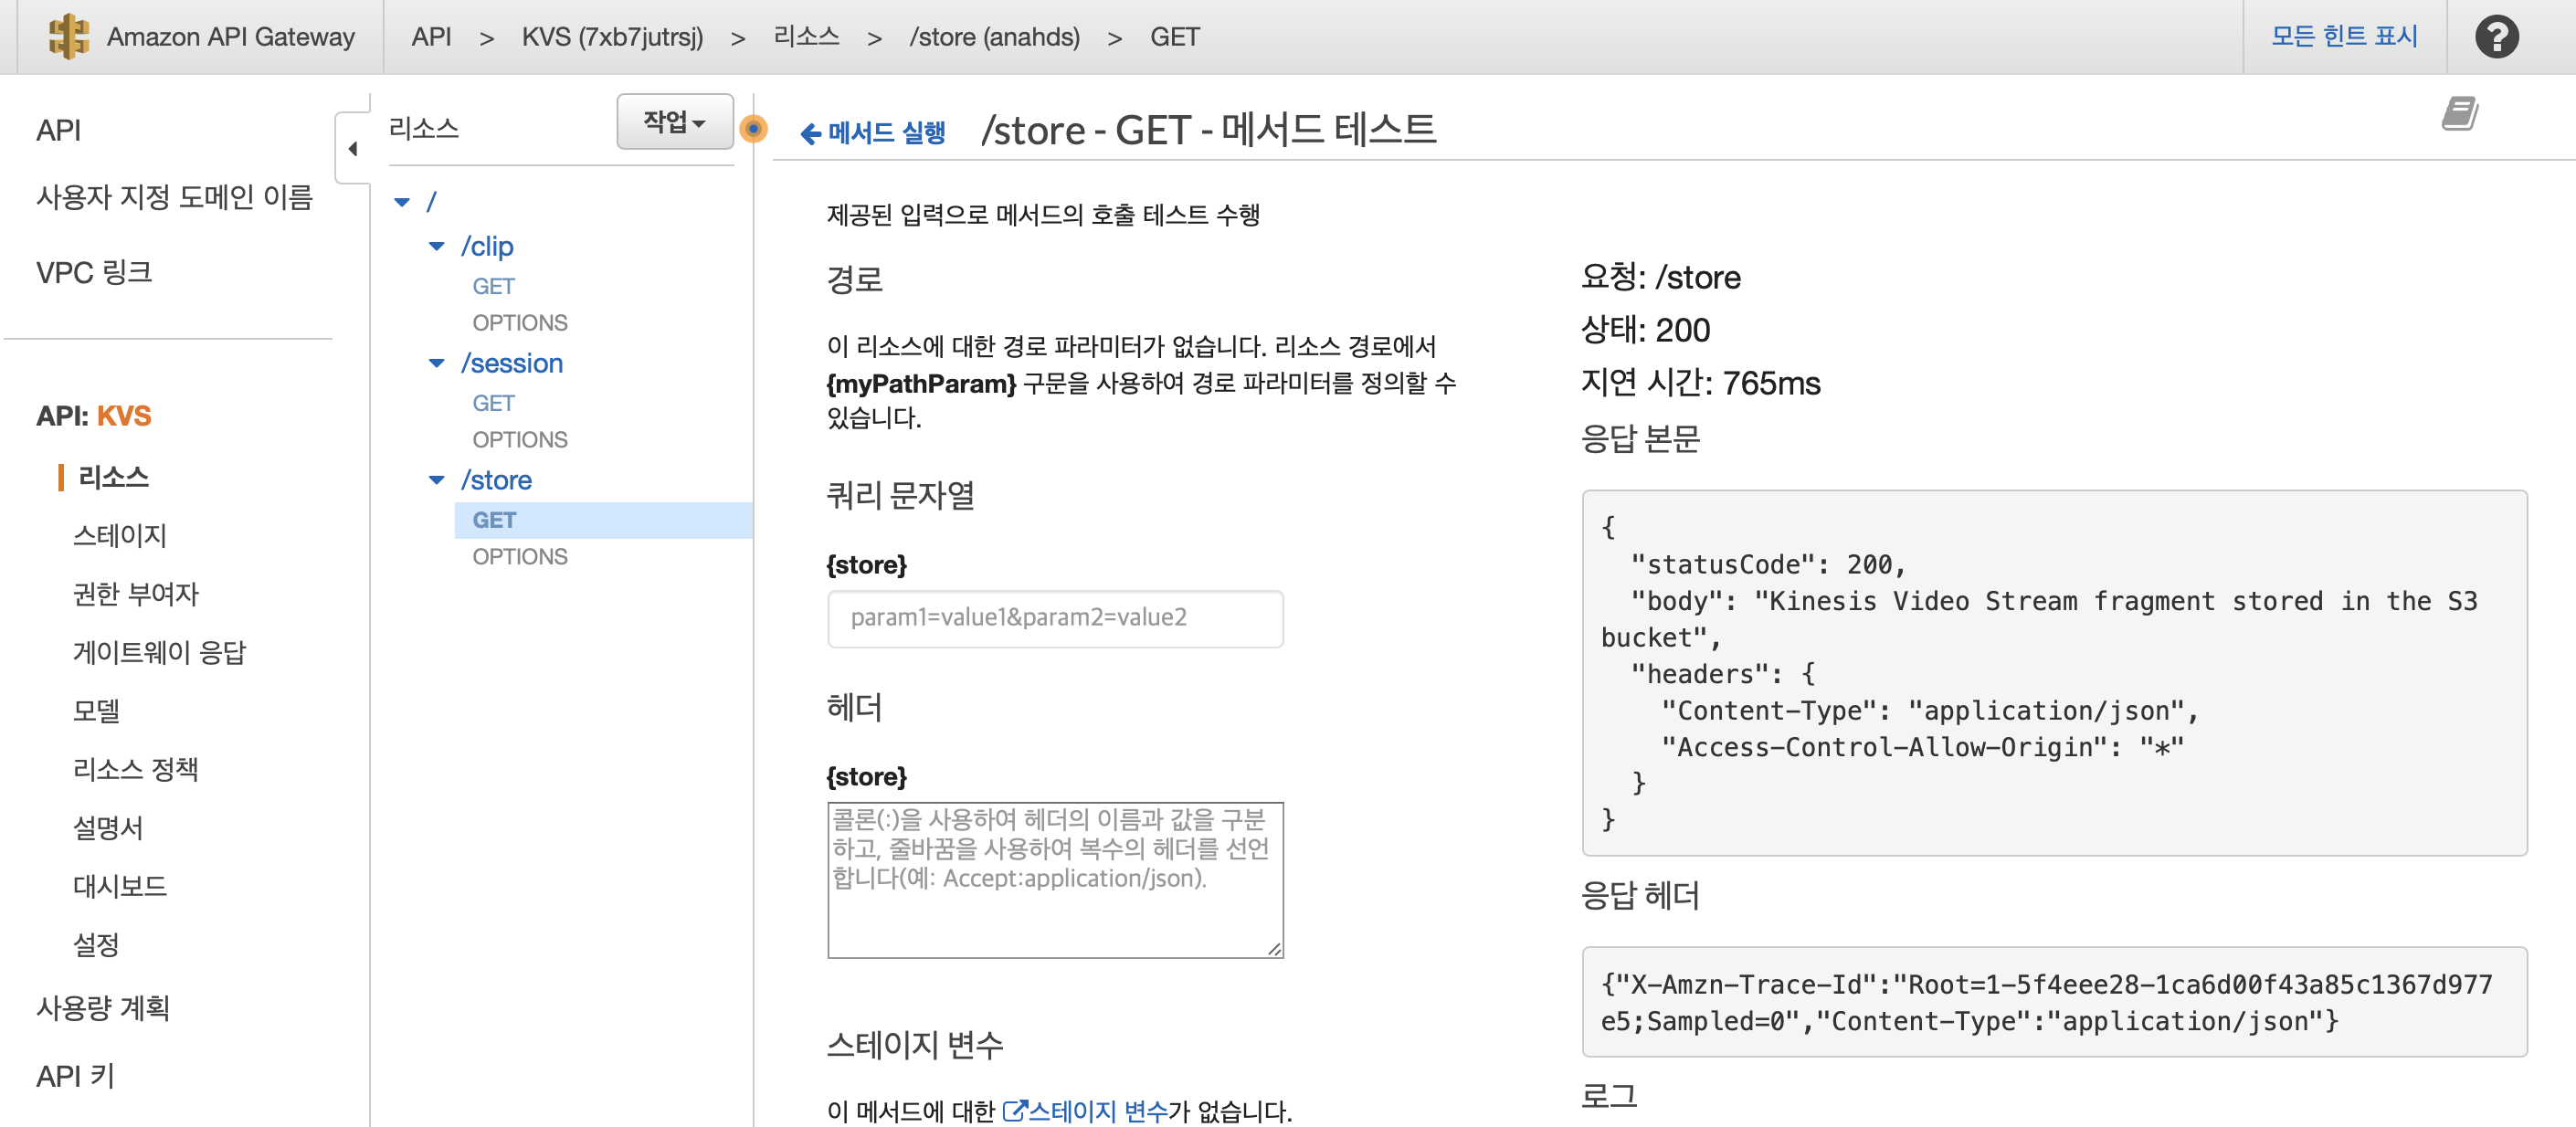 Amazon API Gateway
API > KVS (7xb7jutrsj) > 리소스 > /store (anahds) > GET
모든 힌트 표시
?
API
사용자 지정 도메인 이름
VPC 링크
API: KVS
리소스
스테이지
권한 부여자
게이트웨이 응답
모델
리소스 정책
설명서
대시보드
설정
사용량 계획
API 키
리소스
작업
/
/clip
GET
OPTIONS
/session
GET
OPTIONS
/store
GET
OPTIONS
메서드 실행
/store - GET - 메서드 테스트
제공된 입력으로 메서드의 호출 테스트 수행
경로
이 리소스에 대한 경로 파라미터가 없습니다. 리소스 경로에서
{myPathParam} 구문을 사용하여 경로 파라미터를 정의할 수
있습니다.
쿼리 문자열
{store}
param1=value1&param2=value2
헤더
{store}
콜론(:)을 사용하여 헤더의 이름과 값을 구분
하고, 줄바꿈을 사용하여 복수의 헤더를 선언
합니다(예: Accept:application/json).
스테이지 변수
이 메서드에 대한 스테이지 변수가 없습니다.
요청: /store
상태: 200
지연 시간: 765ms
응답 본문
{
"statusCode": 200,
"body": "Kinesis Video Stream fragment stored in the S3
bucket",
"headers": {
"Content-Type": "application/json",
"Access-Control-Allow-Origin": "*"
}
}
응답 헤더
{"X-Amzn-Trace-Id":"Root=1-5f4eee28-1ca6d00f43a85c1367d977
e5;Sampled=0","Content-Type":"application/json"}
로그